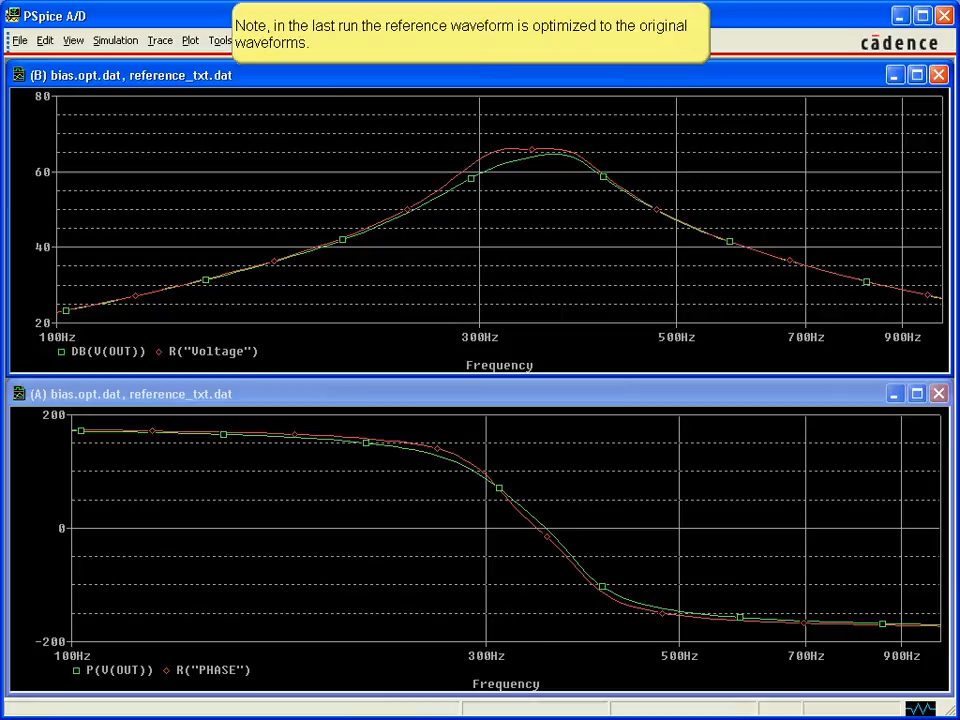 PSpice A/D
Note, in the last run the reference waveform is optimized to the original
waveforms.
File Edit View Simulation Trace Plot Tools
cādence
(B) bias.opt.dat, reference_txt.dat
80
60
40
20
100Hz 300Hz 500Hz 700Hz 900Hz
DB(V(OUT)) R("Voltage")
Frequency
(A) bias.opt.dat, reference_txt.dat
200
0
-200
100Hz 300Hz 500Hz 700Hz 900Hz
P(V(OUT)) R("PHASE")
Frequency